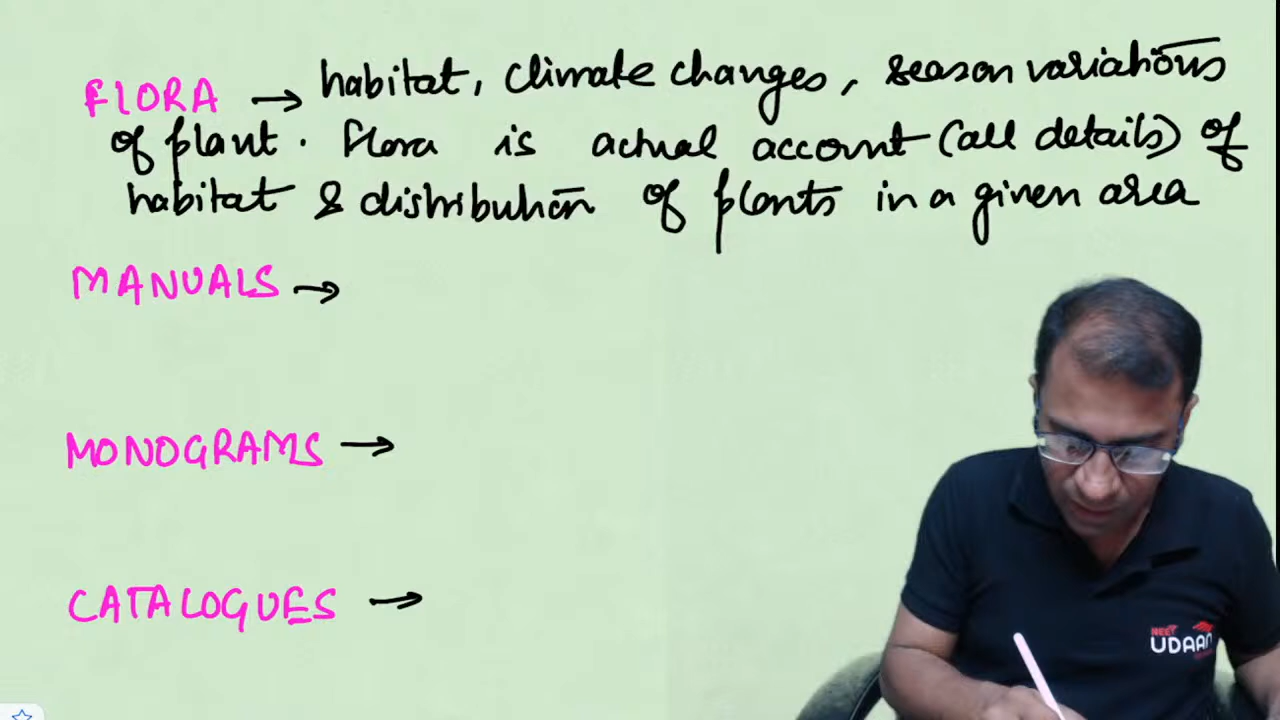 FLORA → habitat, climate changes, season variations
of plant. Flora is actual account (all details) of
habitat & distribution of plants in a given area
MANUALS →
MONOGRAMS →
CATALOGUES →
NEET
UDAAN